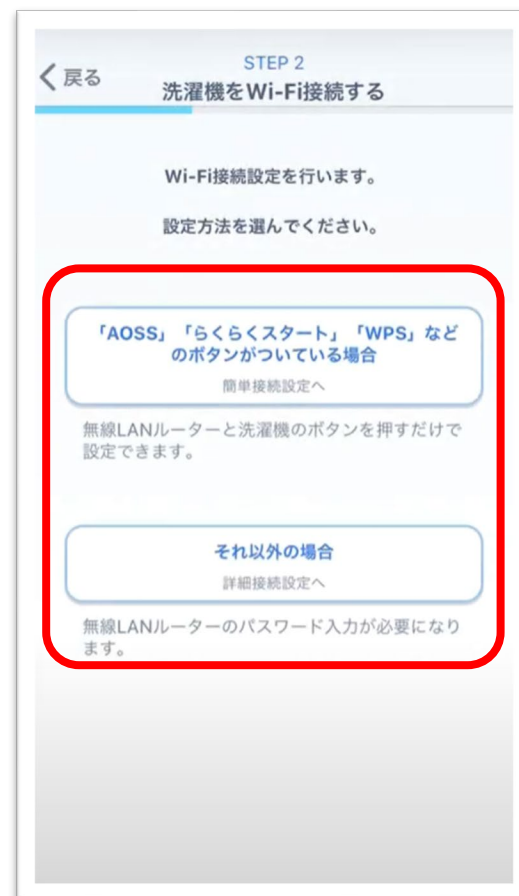 戻る
STEP 2
洗濯機をWi-Fi接続する
Wi-Fi接続設定を行います。
設定方法を選んでください。
「AOSS」「らくらくスタート」「WPS」など
のボタンがついている場合
簡単接続設定へ
無線LANルーターと洗濯機のボタンを押すだけで
設定できます。
それ以外の場合
詳細接続設定へ
無線LANルーターのパスワード入力が必要になり
ます。